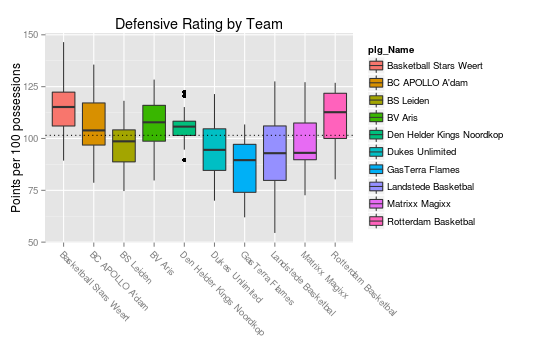 Defensive Rating by Team
Points per 100 possessions
150
125
100
75
50
Basketball Stars Weert
BC APOLLO A'dam
BS Leiden
BV Aris
Den Helder Kings Noordkop
Dukes Unlimited
GasTerra Flames
Landstede Basketbal
Matrixx Magixx
Rotterdam Basketbal
plg_Name
Basketball Stars Weert
BC APOLLO A'dam
BS Leiden
BV Aris
Den Helder Kings Noordkop
Dukes Unlimited
GasTerra Flames
Landstede Basketbal
Matrixx Magixx
Rotterdam Basketbal